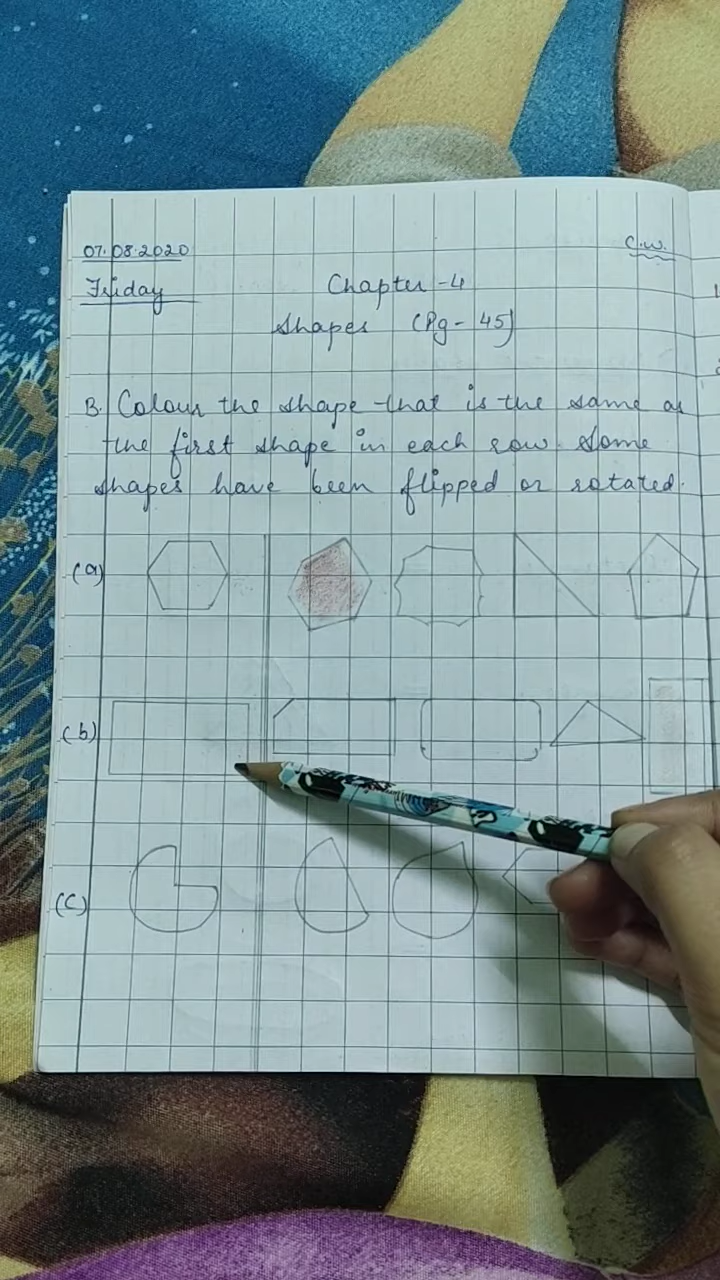 07.08.2020
C.W.
Friday
Chapter-4
Shapes (Pg-45)
B. Colour the shape that is the same as
the first shape in each row. Some
shapes have been flipped or rotated.
(a)
(b)
(c)